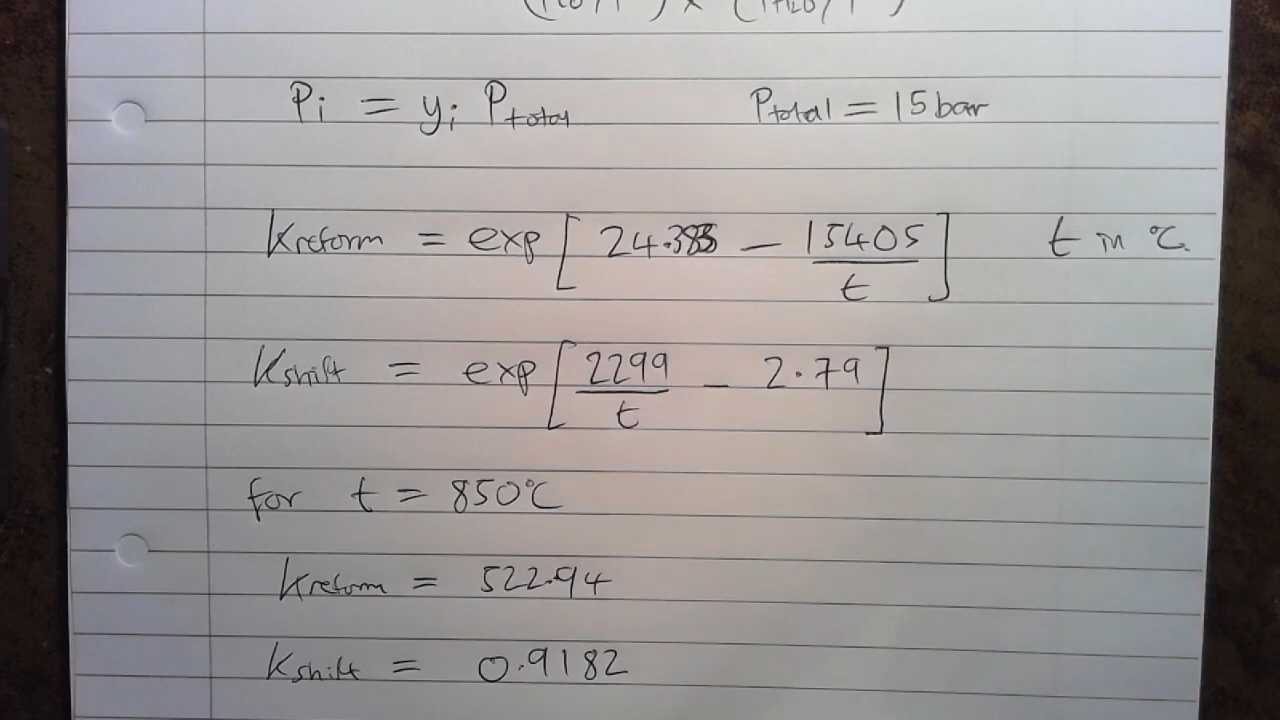 Pi = yi Ptotal Ptotal = 15 bar
Kreform = exp[ 24.385 − 15405/t ] t in °C.
Kshift = exp[ 2299/t − 2.79 ]
for t = 850°C
Kreform = 522.94
Kshift = 0.9182